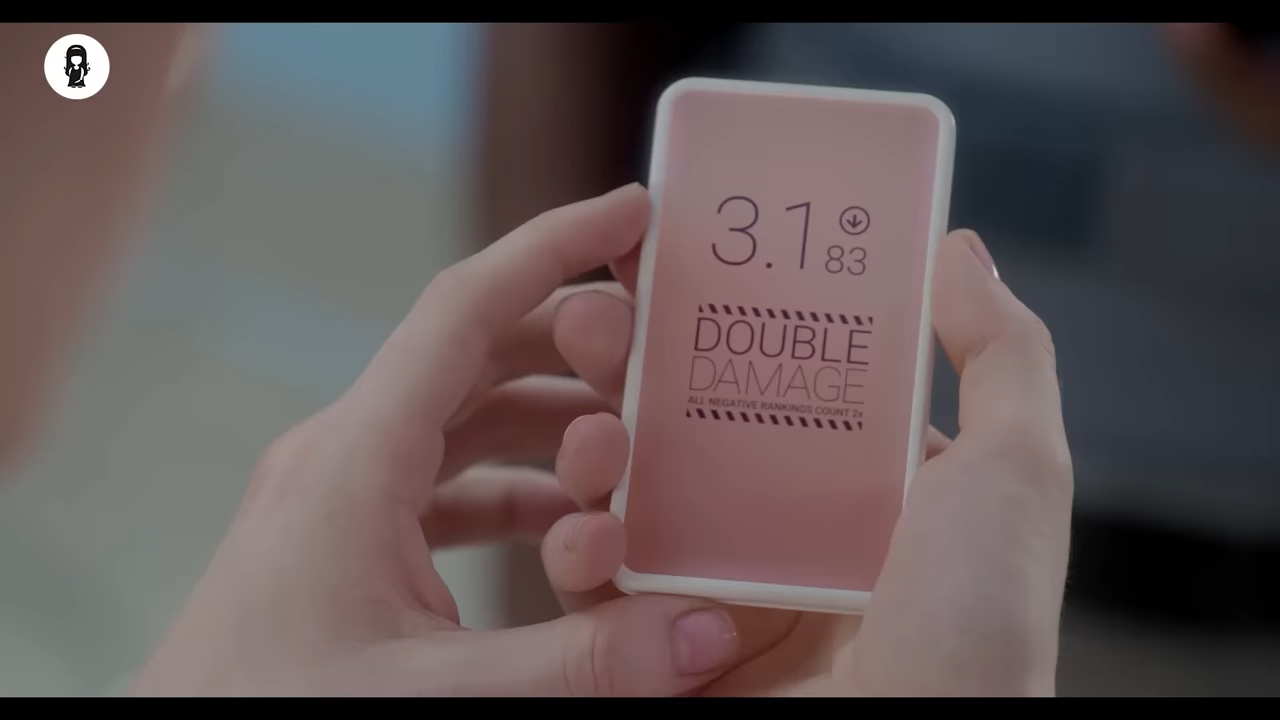 3.1
83
DOUBLE
DAMAGE
ALL NEGATIVE RANKINGS COUNT 2x